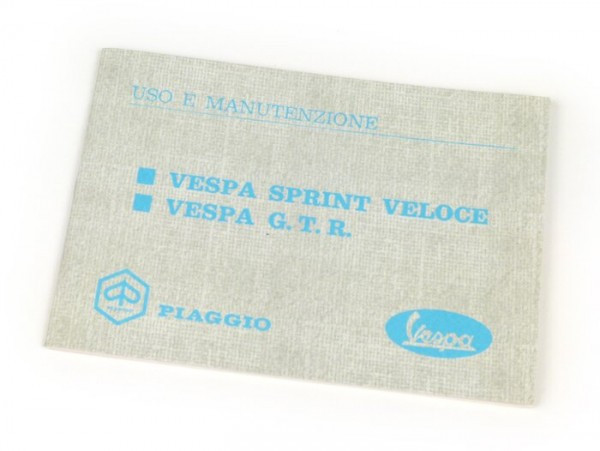 USO E MANUTENZIONE
VESPA SPRINT VELOCE
VESPA G. T. R.
PIAGGIO
Vespa